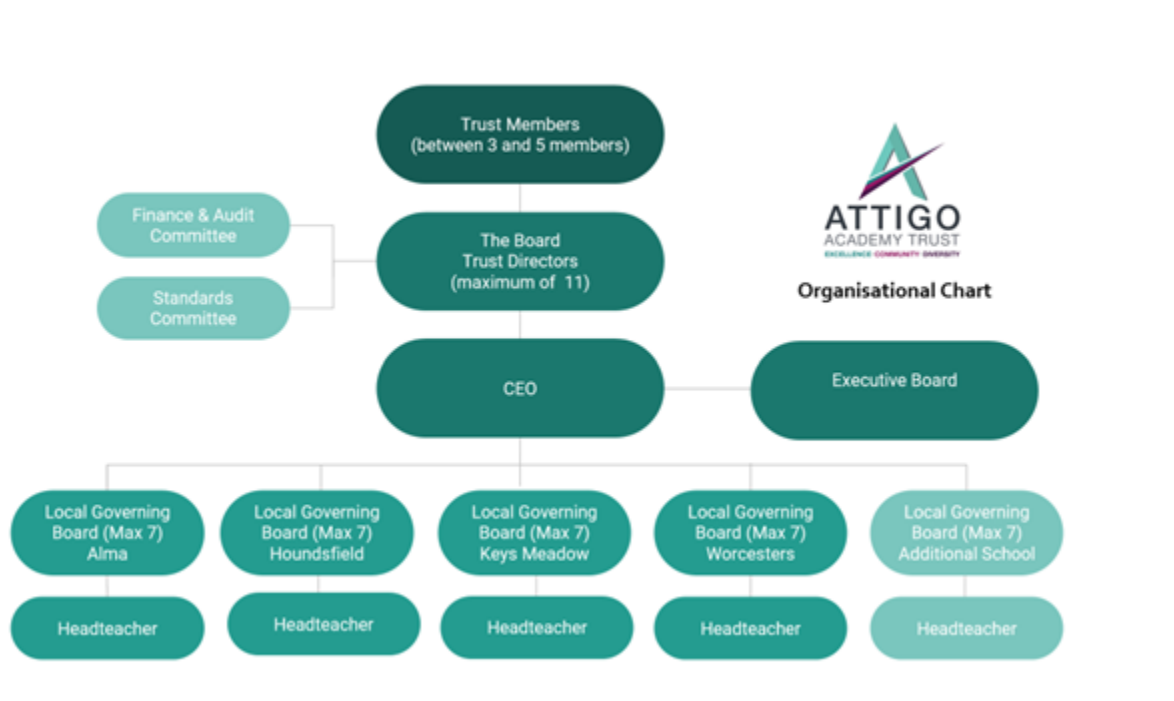 Trust Members
(between 3 and 5 members)
Finance & Audit
Committee
The Board
Trust Directors
(maximum of 11)
Standards
Committee
ATTIGO
ACADEMY TRUST
EXCELLENCE COMMUNITY DIVERSITY
Organisational Chart
CEO
Executive Board
Local Governing
Board (Max 7)
Alma
Local Governing
Board (Max 7)
Houndsfield
Local Governing
Board (Max 7)
Keys Meadow
Local Governing
Board (Max 7)
Worcesters
Local Governing
Board (Max 7)
Additional School
Headteacher
Headteacher
Headteacher
Headteacher
Headteacher